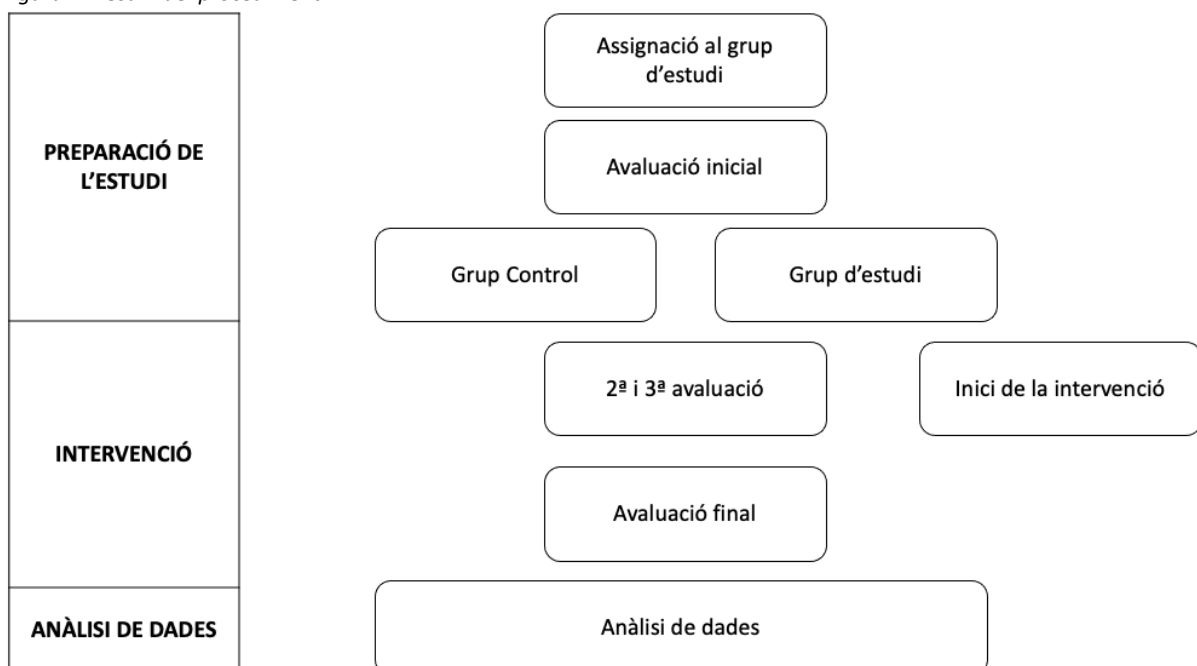 PREPARACIÓ DE
L'ESTUDI
Assignació al grup
d'estudi
Avaluació inicial
Grup Control
Grup d'estudi
INTERVENCIÓ
2ª i 3ª avaluació
Inici de la intervenció
Avaluació final
ANÀLISI DE DADES
Anàlisi de dades